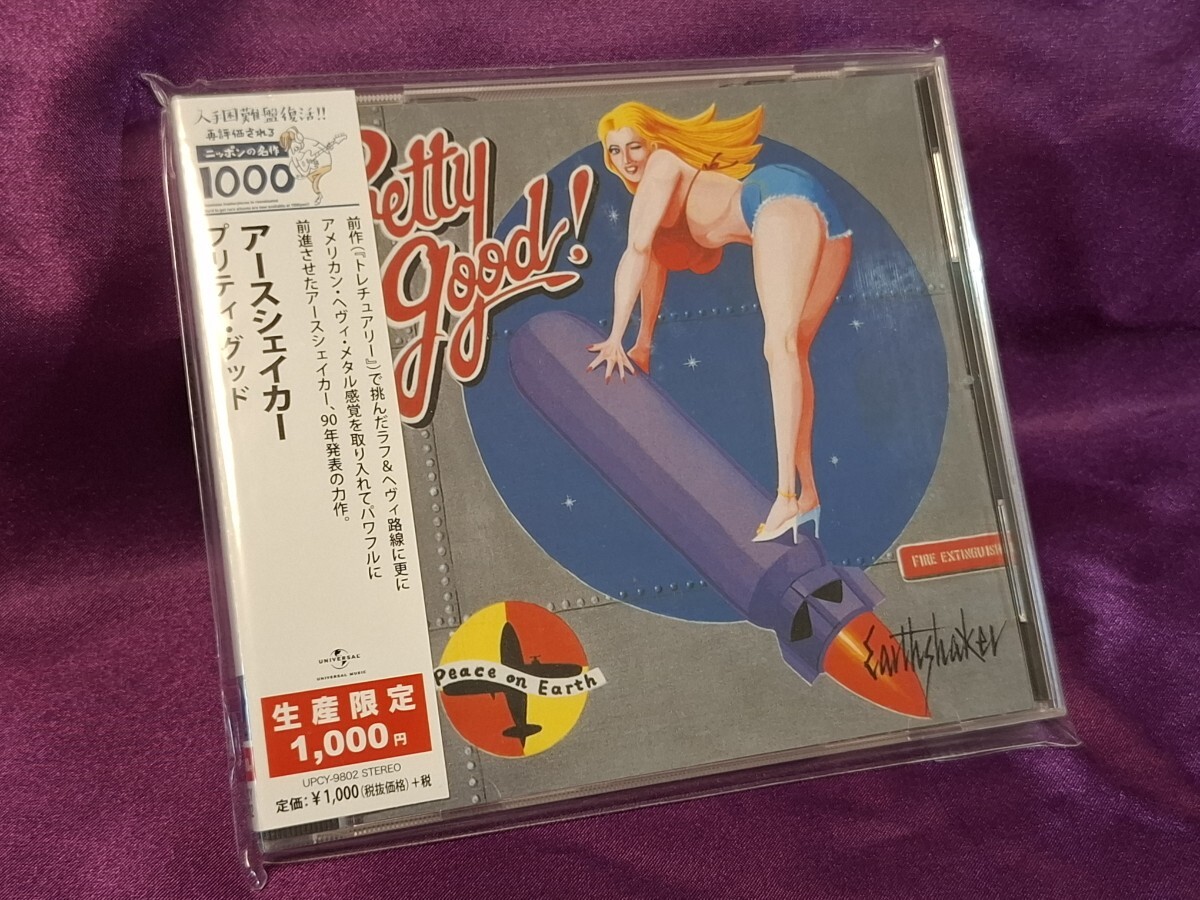 入手困難盤復活!!
再評価される
ニッポンの名作
1000
アースシェイカー
プリティ・グッド
前作(『トレチュアリー』)で挑んだラフ&ヘヴィ路線に更に
アメリカン・ヘヴィ・メタル感覚を取り入れてパワフルに
前進させたアースシェイカー、90年発表の力作。
UNIVERSAL
UNIVERSAL MUSIC
生産限定
1,000円
UPCY-9802 STEREO
定価:¥1,000(税抜価格)+税
Pretty
good!
FIRE EXTINGUISH
Earthshaker
Peace on Earth